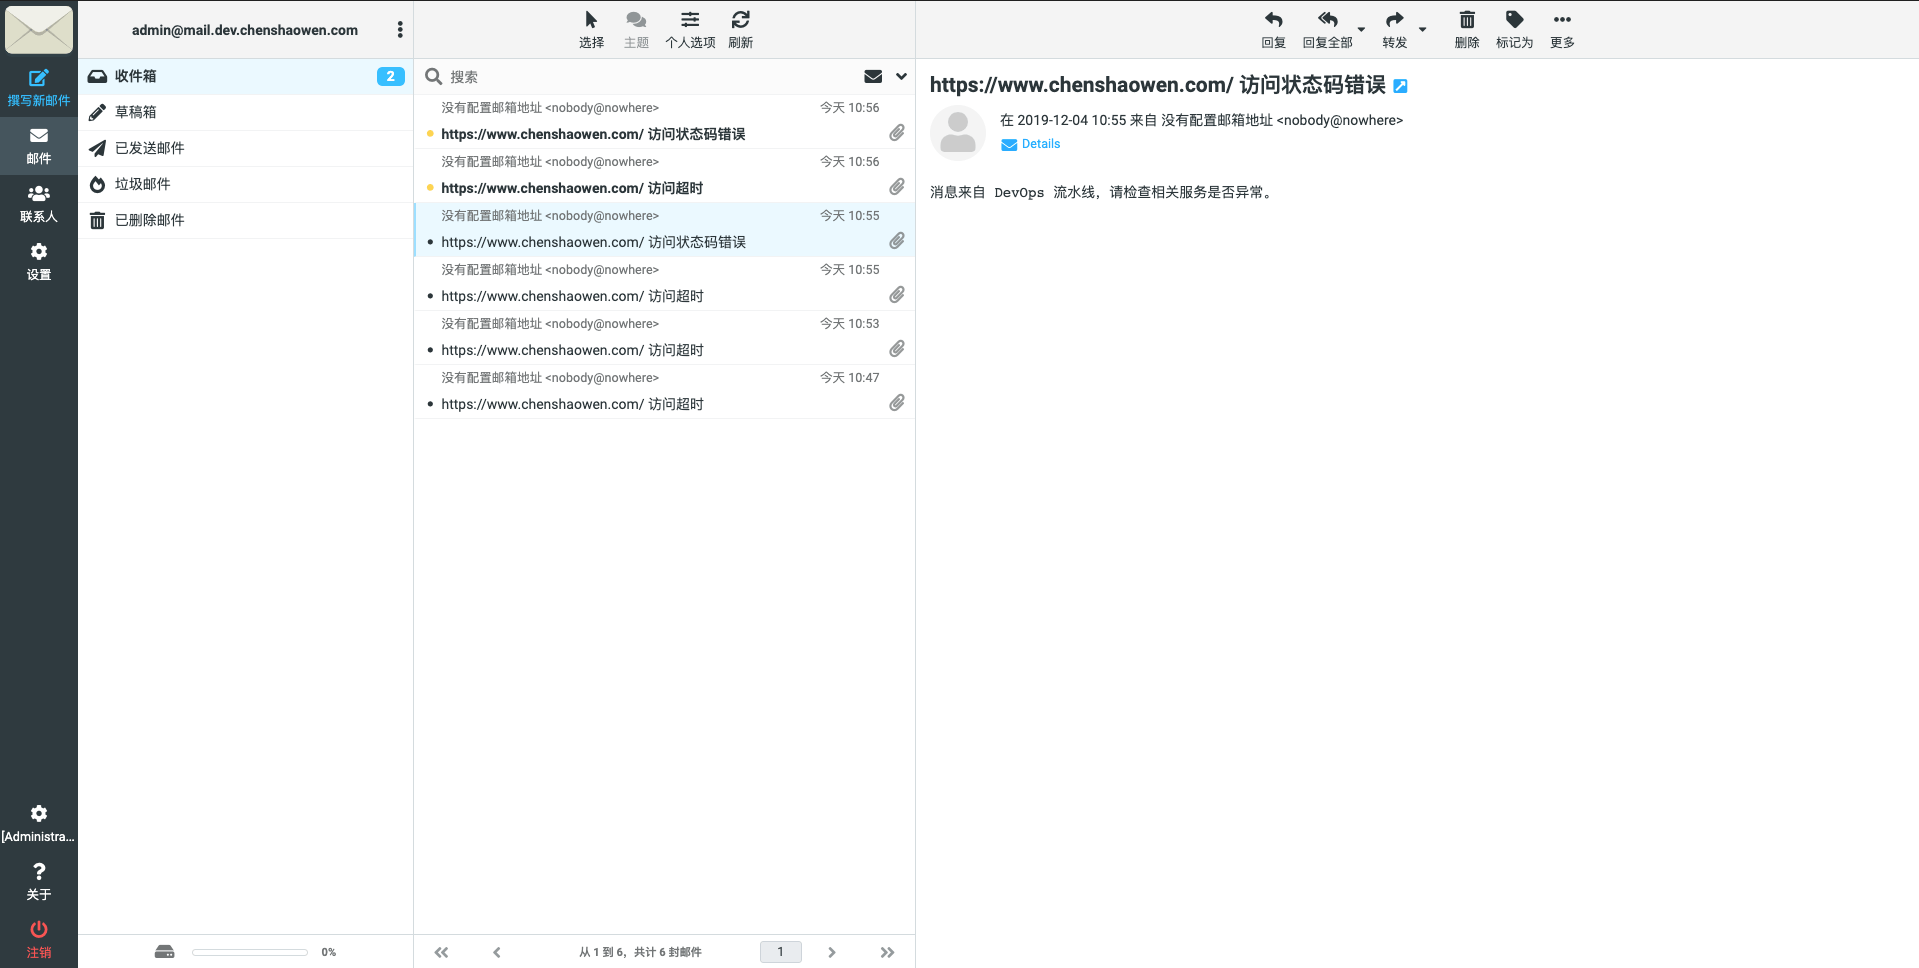 admin@mail.dev.chenshaowen.com
选择
主题
个人选项
刷新
回复
回复全部
转发
删除
标记为
更多
撰写新邮件
邮件
联系人
设置
[Administra...
关于
注销
收件箱
2
草稿箱
已发送邮件
垃圾邮件
已删除邮件
0%
搜索
没有配置邮箱地址 <nobody@nowhere>
今天 10:56
https://www.chenshaowen.com/ 访问状态码错误
没有配置邮箱地址 <nobody@nowhere>
今天 10:56
https://www.chenshaowen.com/ 访问超时
没有配置邮箱地址 <nobody@nowhere>
今天 10:55
https://www.chenshaowen.com/ 访问状态码错误
没有配置邮箱地址 <nobody@nowhere>
今天 10:55
https://www.chenshaowen.com/ 访问超时
没有配置邮箱地址 <nobody@nowhere>
今天 10:53
https://www.chenshaowen.com/ 访问超时
没有配置邮箱地址 <nobody@nowhere>
今天 10:47
https://www.chenshaowen.com/ 访问超时
从 1 到 6，共计 6 封邮件
1
https://www.chenshaowen.com/ 访问状态码错误
在 2019-12-04 10:55 来自 没有配置邮箱地址 <nobody@nowhere>
Details
消息来自 DevOps 流水线，请检查相关服务是否异常。